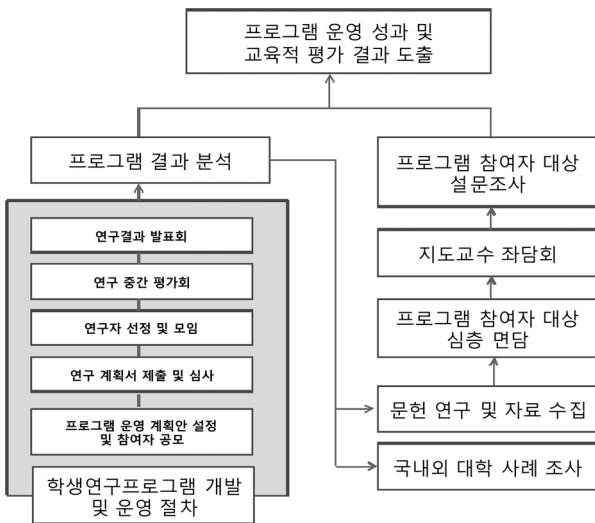 프로그램 운영 성과 및
교육적 평가 결과 도출
프로그램 결과 분석
연구결과 발표회
연구 중간 평가회
연구자 선정 및 모임
연구 계획서 제출 및 심사
프로그램 운영 계획안 설정
및 참여자 공모
학생연구프로그램 개발
및 운영 절차
프로그램 참여자 대상
설문조사
지도교수 좌담회
프로그램 참여자 대상
심층 면담
문헌 연구 및 자료 수집
국내외 대학 사례 조사